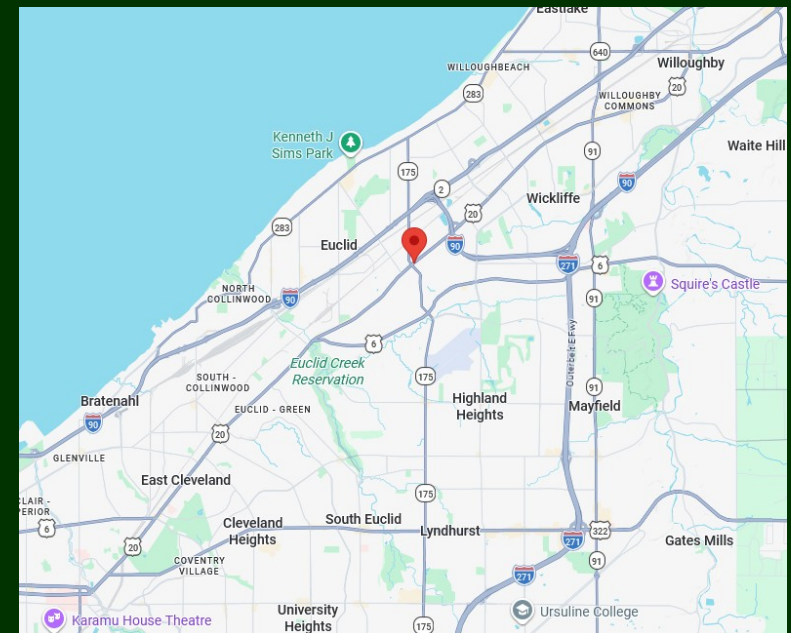 Eastlake
640
WILLOUGHBEACH
Willoughby
20
283
WILLOUGHBY
COMMONS
Kenneth J
Sims Park
91
Waite Hill
175
2
90
Wickliffe
20
283
Euclid
90
271
6
Squire's Castle
NORTH
COLLINWOOD
90
91
Outerbelt E Fwy
6
Euclid Creek
Reservation
175
SOUTH -
COLLINWOOD
91
Bratenahl
Highland
Heights
Mayfield
EUCLID - GREEN
90
20
GLENVILLE
East Cleveland
175
CLAIR -
PERIOR
6
Cleveland
Heights
South Euclid
Lyndhurst
322
271
Gates Mills
20
91
COVENTRY
VILLAGE
271
University
Heights
Ursuline College
Karamu House Theatre
175